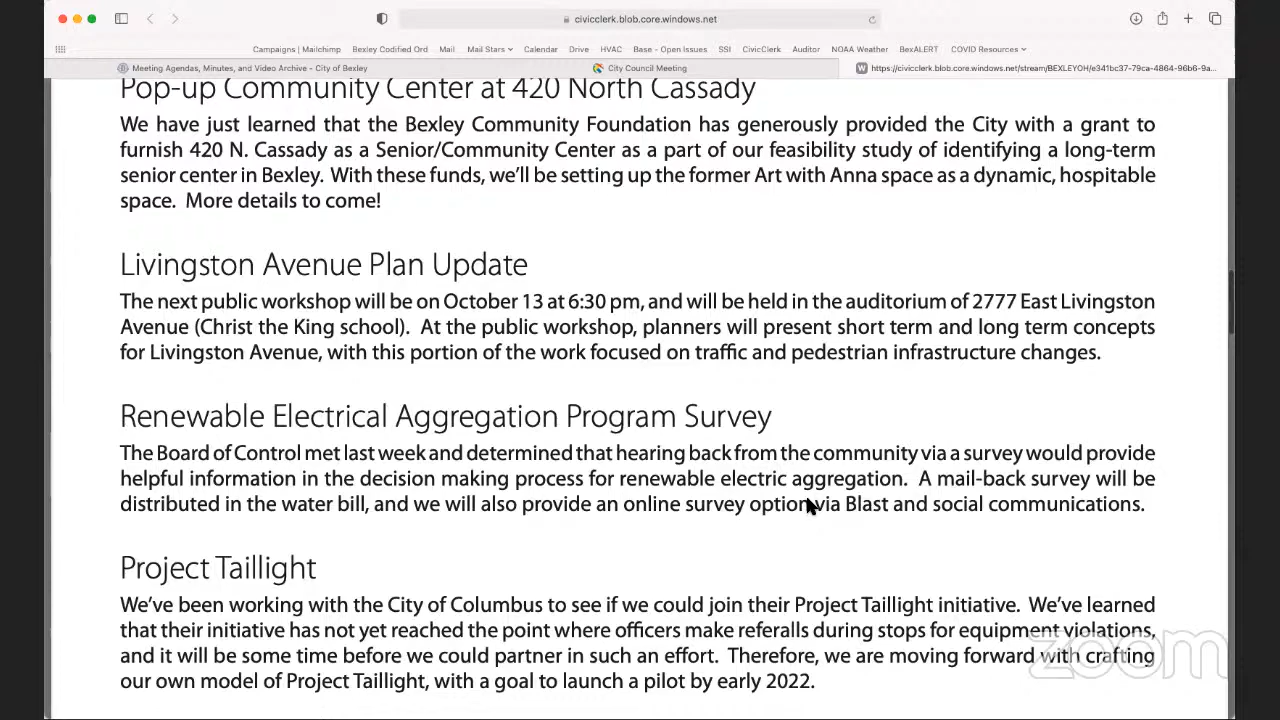 civicclerk.blob.core.windows.net
Campaigns | Mailchimp Bexley Codified Ord Mail Mail Stars Calendar Drive HVAC Base - Open Issues SSI CivicClerk Auditor NOAA Weather BexALERT COVID Resources
Meeting Agendas, Minutes, and Video Archive - City of Bexley City Council Meeting https://civicclerk.blob.core.windows.net/stream/BEXLEYOH/e341bc37-79ca-4864-96b6-9a...
Pop-up Community Center at 420 North Cassady
We have just learned that the Bexley Community Foundation has generously provided the City with a grant to
furnish 420 N. Cassady as a Senior/Community Center as a part of our feasibility study of identifying a long-term
senior center in Bexley. With these funds, we'll be setting up the former Art with Anna space as a dynamic, hospitable
space. More details to come!
Livingston Avenue Plan Update
The next public workshop will be on October 13 at 6:30 pm, and will be held in the auditorium of 2777 East Livingston
Avenue (Christ the King school). At the public workshop, planners will present short term and long term concepts
for Livingston Avenue, with this portion of the work focused on traffic and pedestrian infrastructure changes.
Renewable Electrical Aggregation Program Survey
The Board of Control met last week and determined that hearing back from the community via a survey would provide
helpful information in the decision making process for renewable electric aggregation. A mail-back survey will be
distributed in the water bill, and we will also provide an online survey option via Blast and social communications.
Project Taillight
We've been working with the City of Columbus to see if we could join their Project Taillight initiative. We've learned
that their initiative has not yet reached the point where officers make referalls during stops for equipment violations,
and it will be some time before we could partner in such an effort. Therefore, we are moving forward with crafting
our own model of Project Taillight, with a goal to launch a pilot by early 2022.
zoom